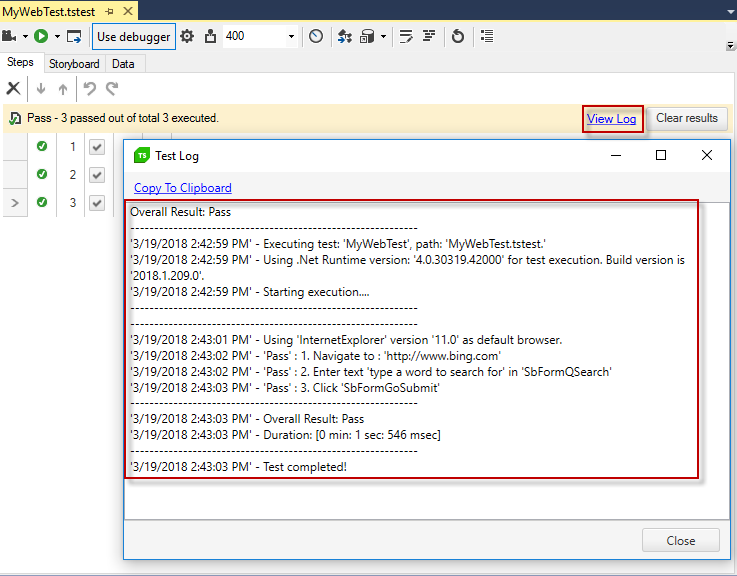 MyWebTest.tstest
Use debugger
400
Steps Storyboard Data
Pass - 3 passed out of total 3 executed.
View Log
Clear results
1
2
3
TS Test Log
Copy To Clipboard
Overall Result: Pass
------------------------------------------------------------
'3/19/2018 2:42:59 PM' - Executing test: 'MyWebTest', path: 'MyWebTest.tstest.'
'3/19/2018 2:42:59 PM' - Using .Net Runtime version: '4.0.30319.42000' for test execution. Build version is
'2018.1.209.0'.
'3/19/2018 2:42:59 PM' - Starting execution....
------------------------------------------------------------
------------------------------------------------------------
'3/19/2018 2:43:01 PM' - Using 'InternetExplorer' version '11.0' as default browser.
'3/19/2018 2:43:02 PM' - 'Pass' : 1. Navigate to : 'http://www.bing.com'
'3/19/2018 2:43:02 PM' - 'Pass' : 2. Enter text 'type a word to search for' in 'SbFormQSearch'
'3/19/2018 2:43:03 PM' - 'Pass' : 3. Click 'SbFormGoSubmit'
------------------------------------------------------------
'3/19/2018 2:43:03 PM' - Overall Result: Pass
'3/19/2018 2:43:03 PM' - Duration: [0 min: 1 sec: 546 msec]
------------------------------------------------------------
'3/19/2018 2:43:03 PM' - Test completed!
Close